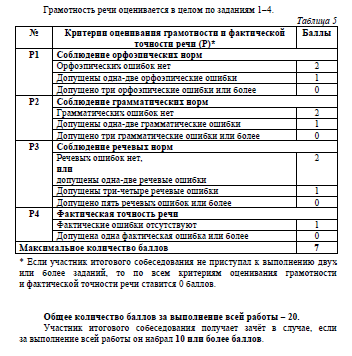 Грамотность речи оценивается в целом по заданиям 1–4.
Таблица 5
№ Критерии оценивания грамотности и фактической точности речи (Р)* Баллы
Р1 Соблюдение орфоэпических норм
Орфоэпических ошибок нет 2
Допущены одна-две орфоэпические ошибки 1
Допущено три орфоэпические ошибки или более 0
Р2 Соблюдение грамматических норм
Грамматических ошибок нет 2
Допущены одна-две грамматические ошибки 1
Допущено три грамматические ошибки или более 0
Р3 Соблюдение речевых норм
Речевых ошибок нет, 2
или
допущены одна-две речевые ошибки
Допущены три-четыре речевые ошибки 1
Допущено пять речевых ошибок или более 0
Р4 Фактическая точность речи
Фактические ошибки отсутствуют 1
Допущена одна фактическая ошибка или более 0
Максимальное количество баллов 7
* Если участник итогового собеседования не приступал к выполнению двух
или более заданий, то по всем критериям оценивания грамотности
и фактической точности речи ставится 0 баллов.
Общее количество баллов за выполнение всей работы – 20.
Участник итогового собеседования получает зачёт в случае, если
за выполнение всей работы он набрал 10 или более баллов.